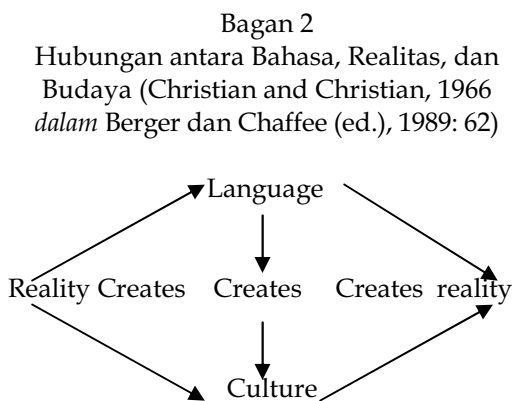 Bagan 2
Hubungan antara Bahasa, Realitas, dan
Budaya (Christian and Christian, 1966
dalam Berger dan Chaffee (ed.), 1989: 62)
Language
Reality Creates Creates Creates reality
Culture